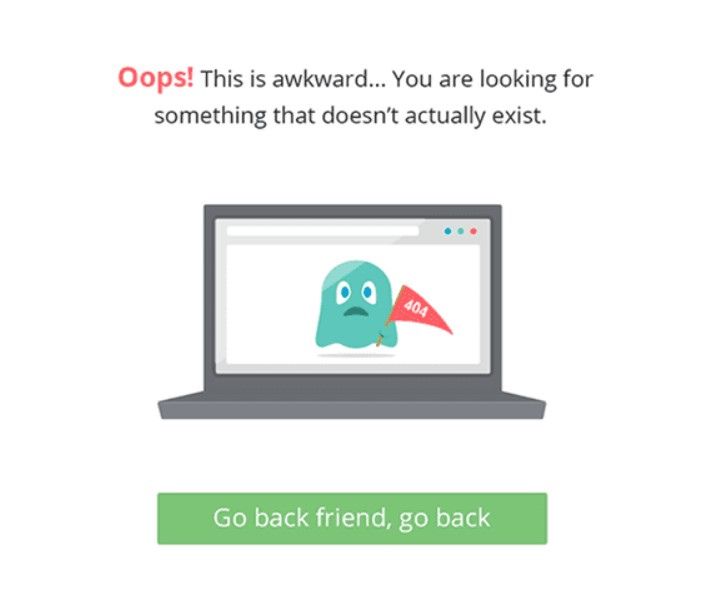 Oops! This is awkward... You are looking for
something that doesn't actually exist.
404
Go back friend, go back